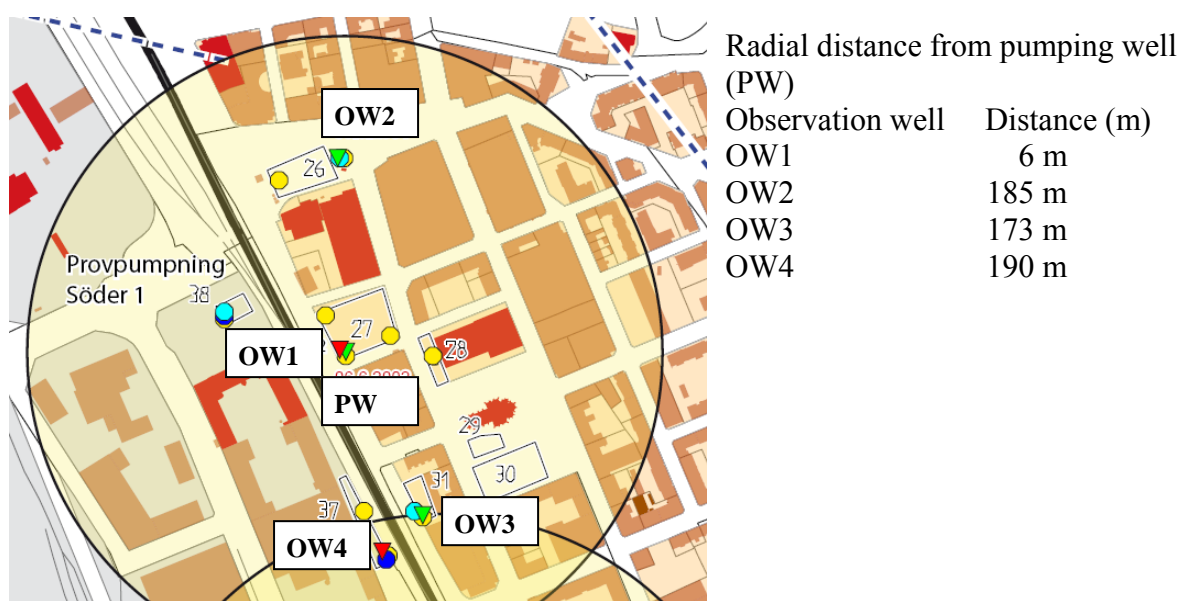 Radial distance from pumping well
(PW)
Observation well Distance (m)
OW1 6 m
OW2 185 m
OW3 173 m
OW4 190 m
OW2
26
Provpumpning
Söder 1
38
27
OW1
28
PW
29
30
31
37
OW3
OW4